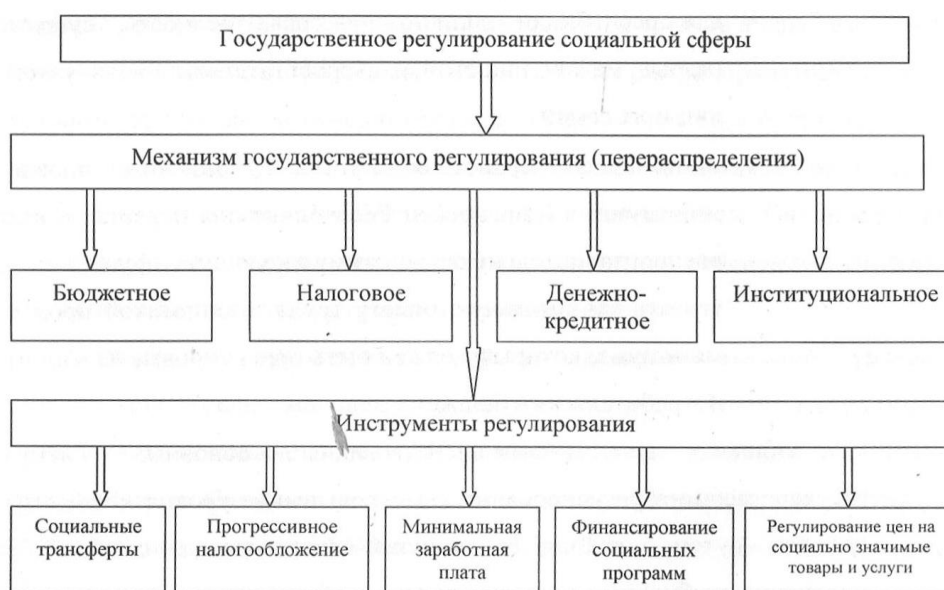 Государственное регулирование социальной сферы
Механизм государственного регулирования (перераспределения)
Бюджетное
Налоговое
Денежно-
кредитное
Институциональное
Инструменты регулирования
Социальные
трансферты
Прогрессивное
налогообложение
Минимальная
заработная
плата
Финансирование
социальных
программ
Регулирование цен на
социально значимые
товары и услуги